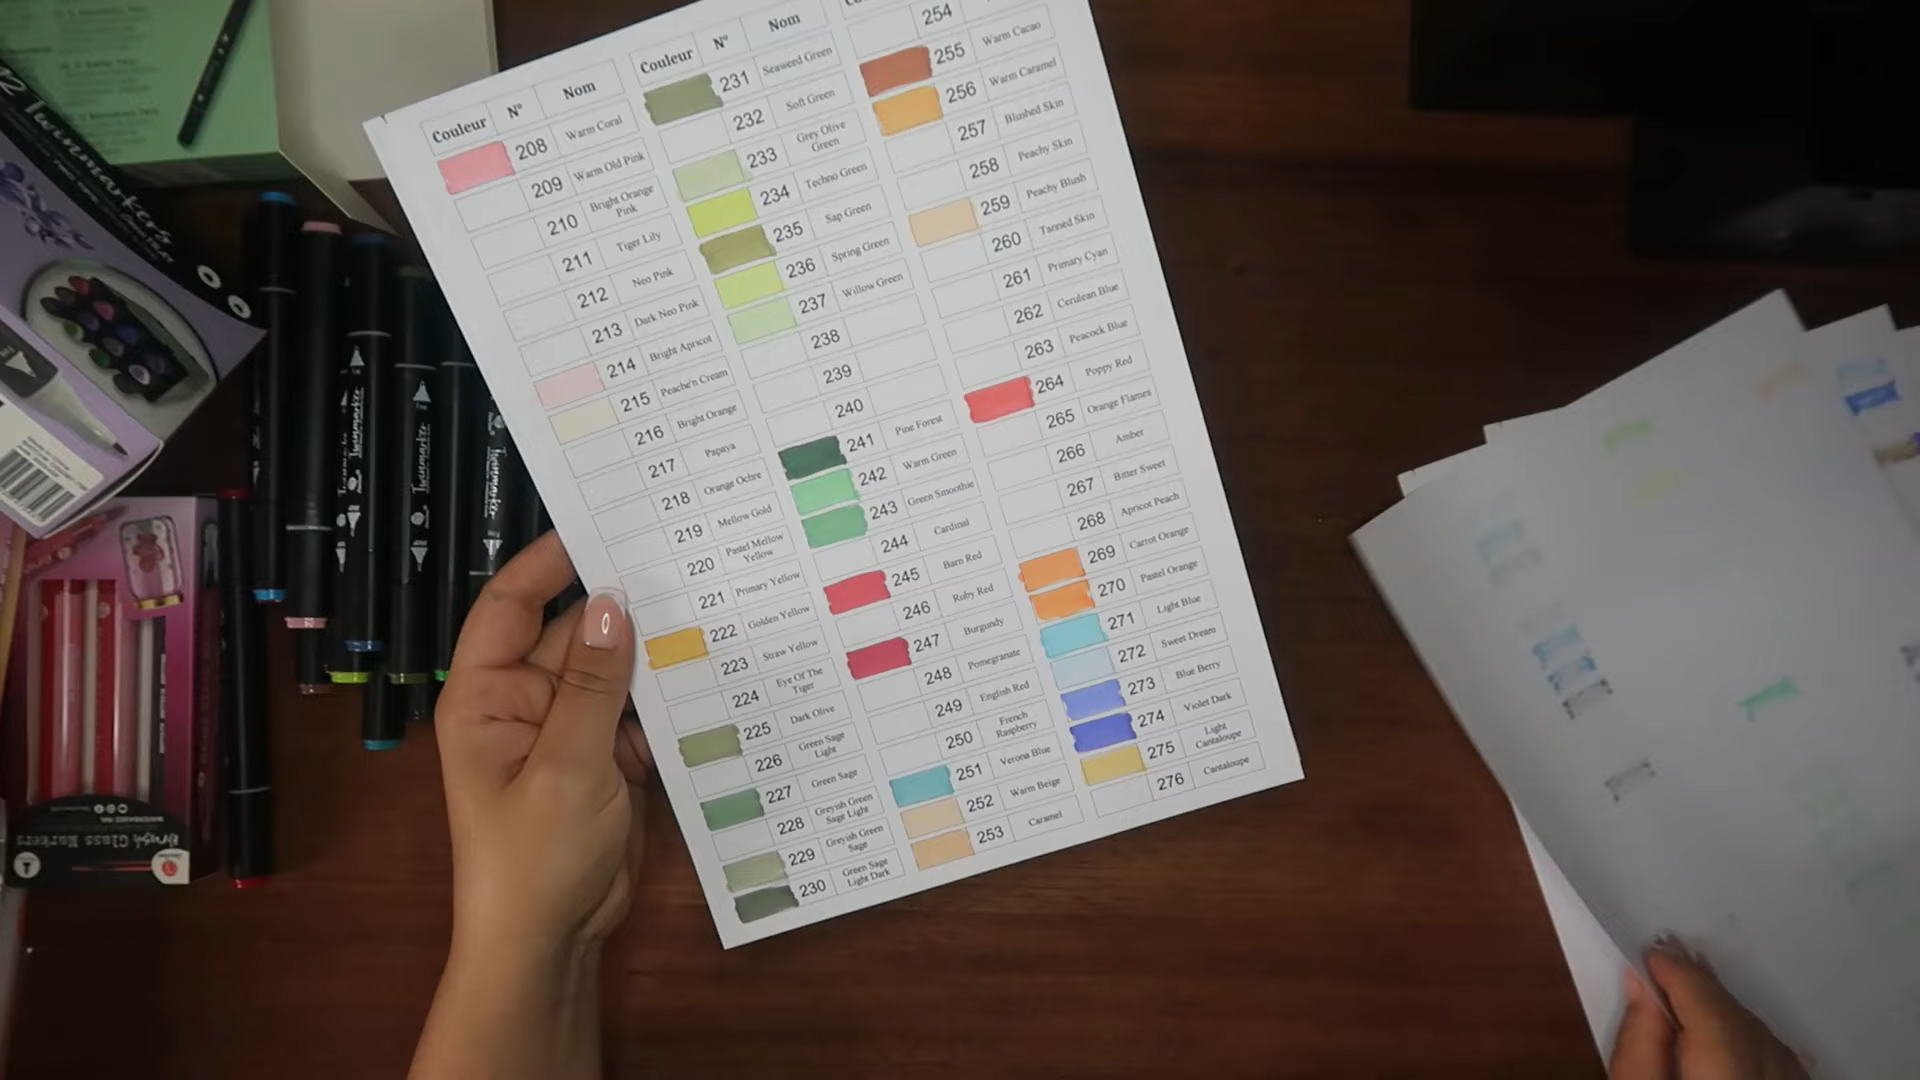 Couleur N° Nom
208 Warm Coral
209 Warm Old Pink
210 Bright Orange
Pink
211 Tiger Lily
212 Neo Pink
213 Dark Neo Pink
214 Bright Apricot
215 Peache'n Cream
216 Bright Orange
217 Papaya
218 Orange Ochre
219 Mellow Gold
220 Pastel Mellow
Yellow
221 Primary Yellow
222 Golden Yellow
223 Straw Yellow
224 Eye Of The
Tiger
225 Dark Olive
226 Green Sage
Light
227 Green Sage
228 Greyish Green
Sage Light
229 Greyish Green
Sage
230 Green Sage
Light Dark
Couleur N° Nom
231 Seaweed Green
232 Soft Green
233 Grey Olive
Green
234 Techno Green
235 Sap Green
236 Spring Green
237 Willow Green
238
239
240
241 Pine Forest
242 Warm Green
243 Green Smoothie
244 Cardinal
245 Barn Red
246 Ruby Red
247 Burgundy
248 Pomegranate
249 English Red
250 French
Raspberry
251 Verona Blue
252 Warm Beige
253 Caramel
254
255 Warm Cacao
256 Warm Caramel
257 Blushed Skin
258 Peachy Skin
259 Peachy Blush
260 Tanned Skin
261 Primary Cyan
262 Cerulean Blue
263 Peacock Blue
264 Poppy Red
265 Orange Flames
266 Amber
267 Bitter Sweet
268 Apricot Peach
269 Carrot Orange
270 Pastel Orange
271 Light Blue
272 Sweet Dream
273 Blue Berry
274 Violet Dark
275 Light
Cantaloupe
276 Cantaloupe
Twinmarkers
Twinmarker
Twinmarker
Twinmarker
Brush Glass Markers